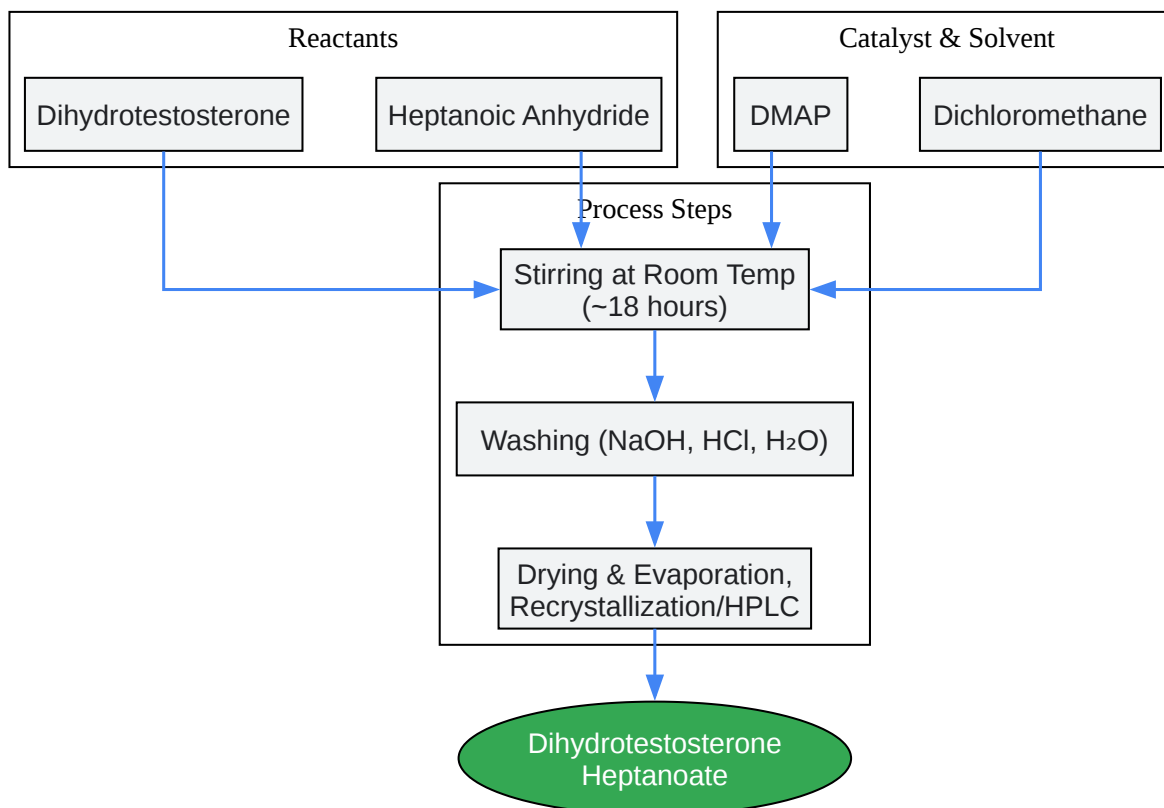 Reactants
Catalyst & Solvent
Dihydrotestosterone
Heptanoic Anhydride
DMAP
Dichloromethane
Process Steps
Stirring at Room Temp
(~18 hours)
Washing (NaOH, HCl, H₂O)
Drying & Evaporation,
Recrystallization/HPLC
Dihydrotestosterone
Heptanoate